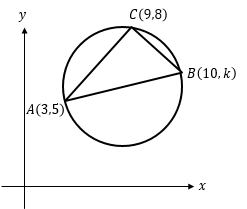 y
C(9,8)
B(10, k)
A(3,5)
x